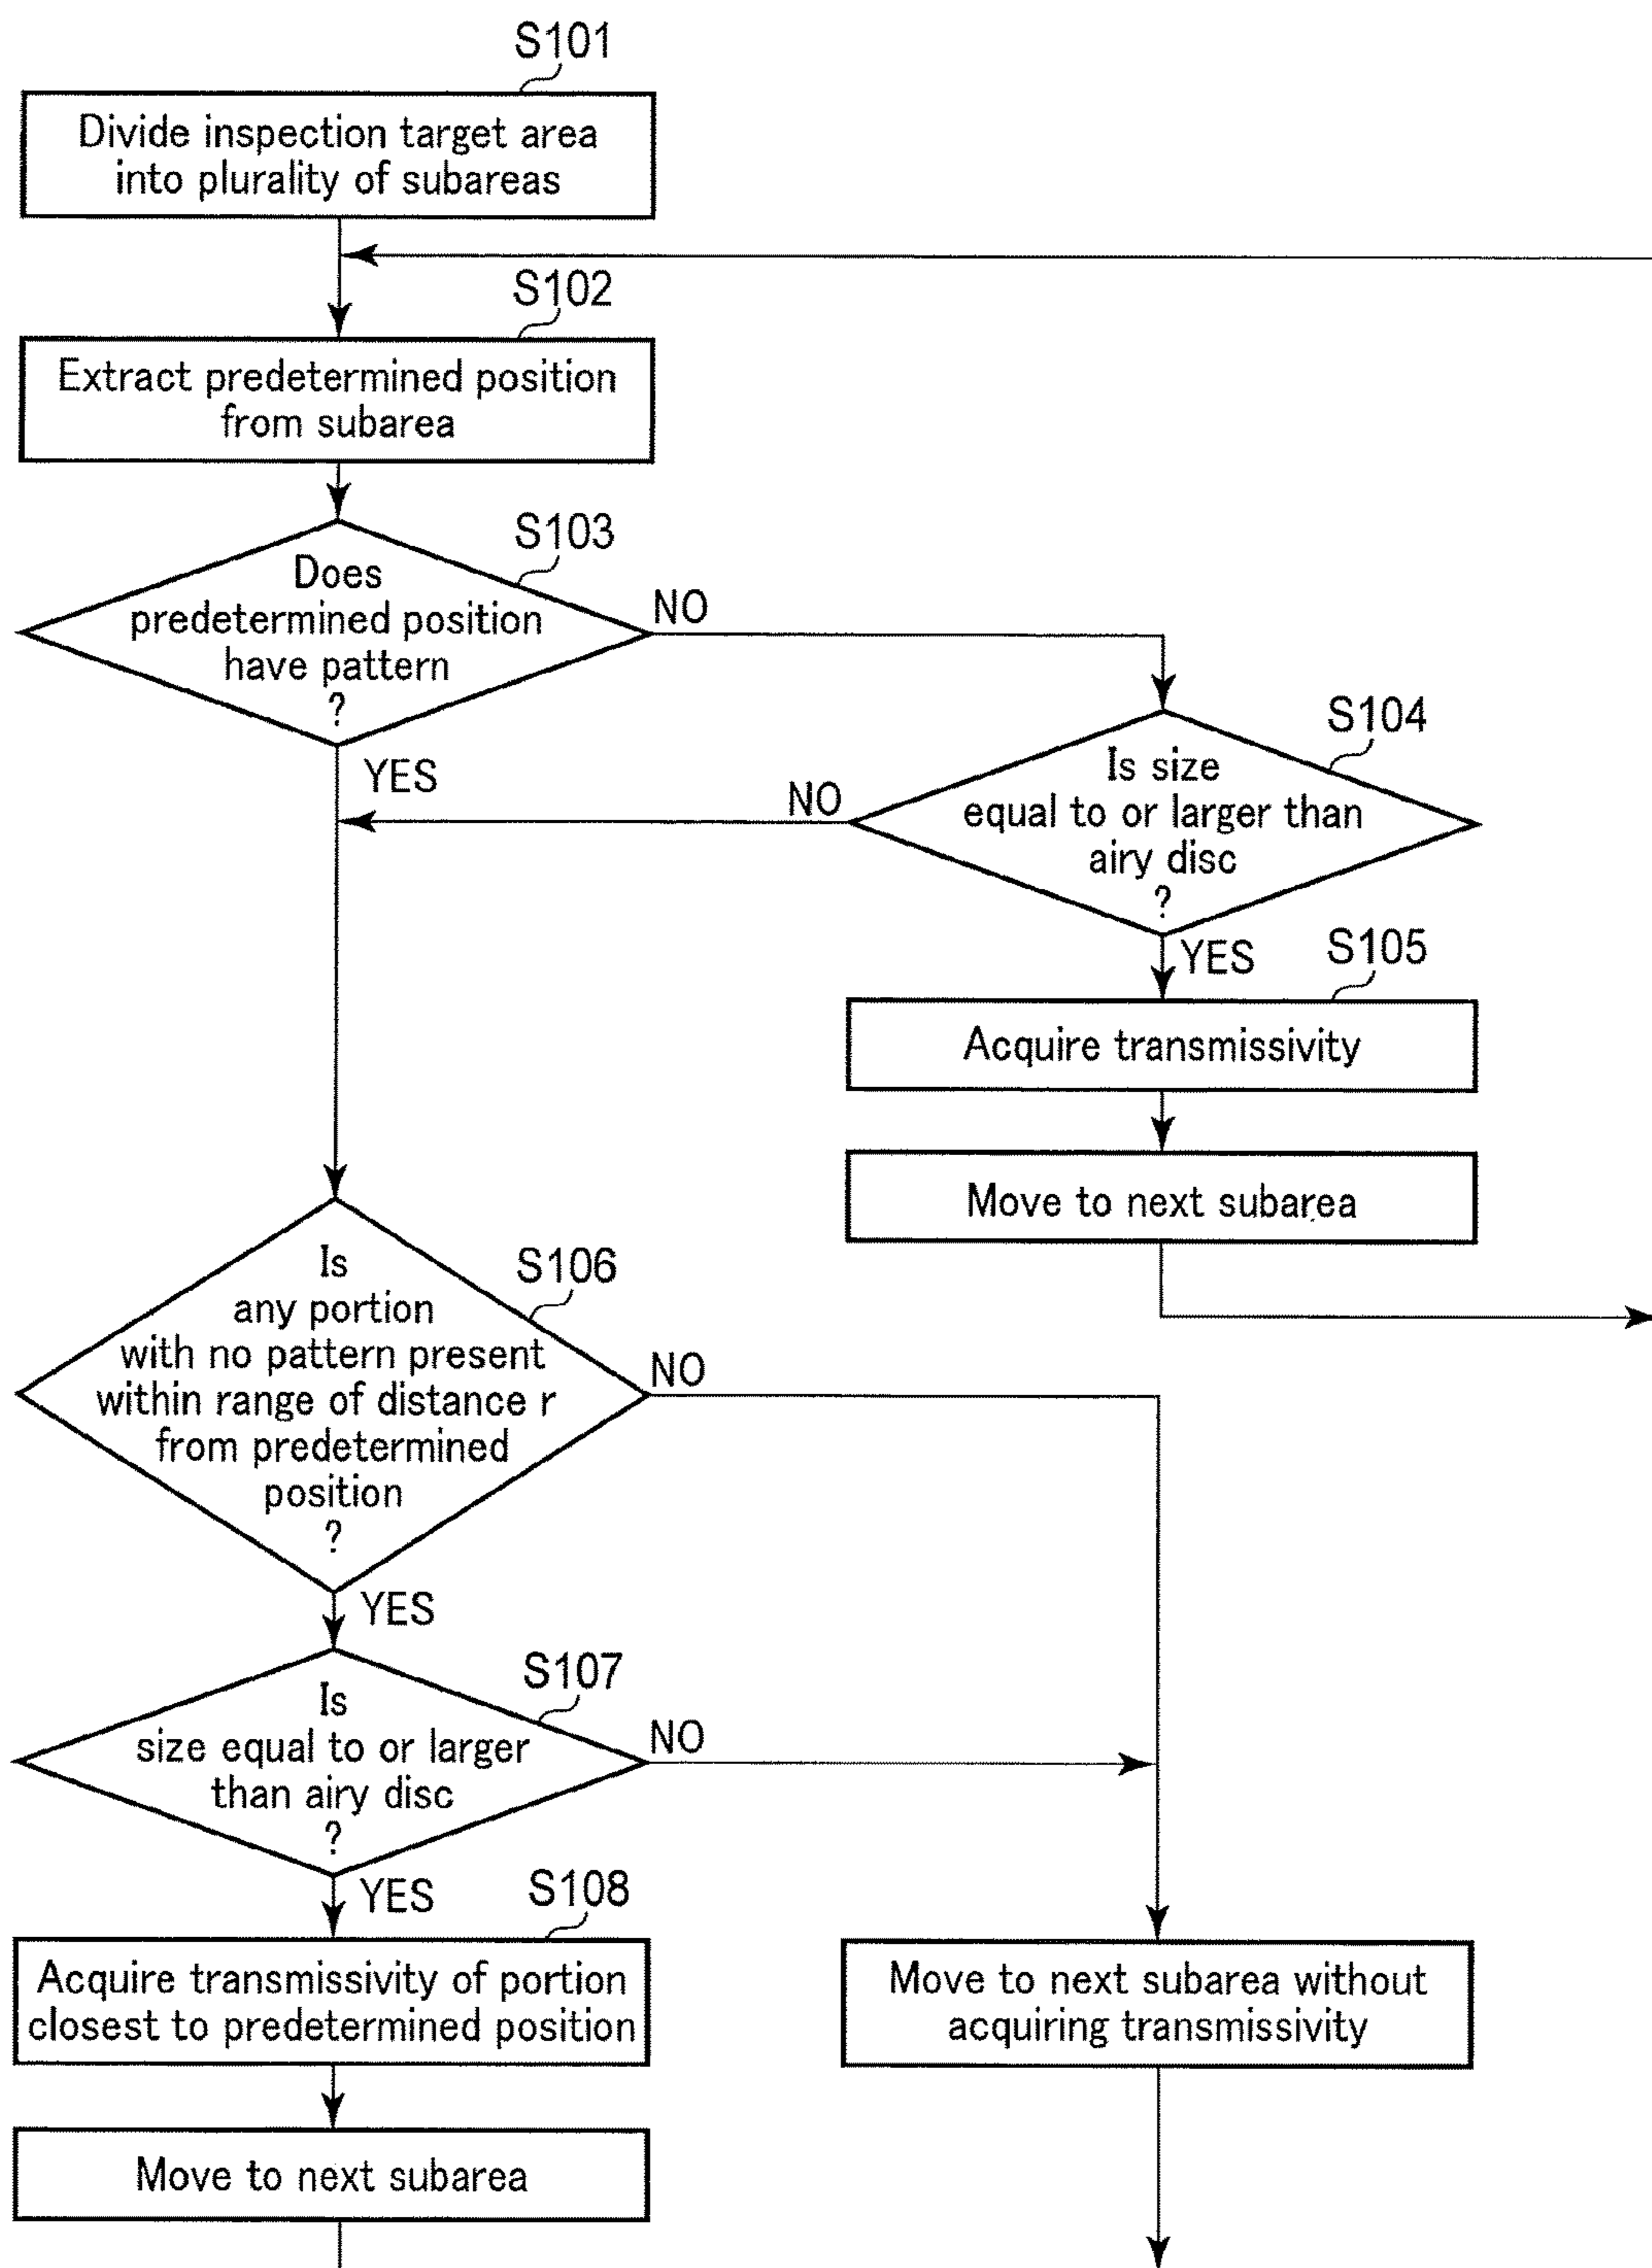 S101
Divide inspection target area
into plurality of subareas
S102
Extract predetermined position
from subarea
S103
Does
predetermined position
have pattern
?
NO
YES
S104
Is size
equal to or larger than
airy disc
?
NO
YES
S105
Acquire transmissivity
Move to next subarea
S106
Is
any portion
with no pattern present
within range of distance r
from predetermined
position
?
NO
YES
S107
Is
size equal to or larger
than airy disc
?
NO
YES
S108
Acquire transmissivity of portion
closest to predetermined position
Move to next subarea without
acquiring transmissivity
Move to next subarea